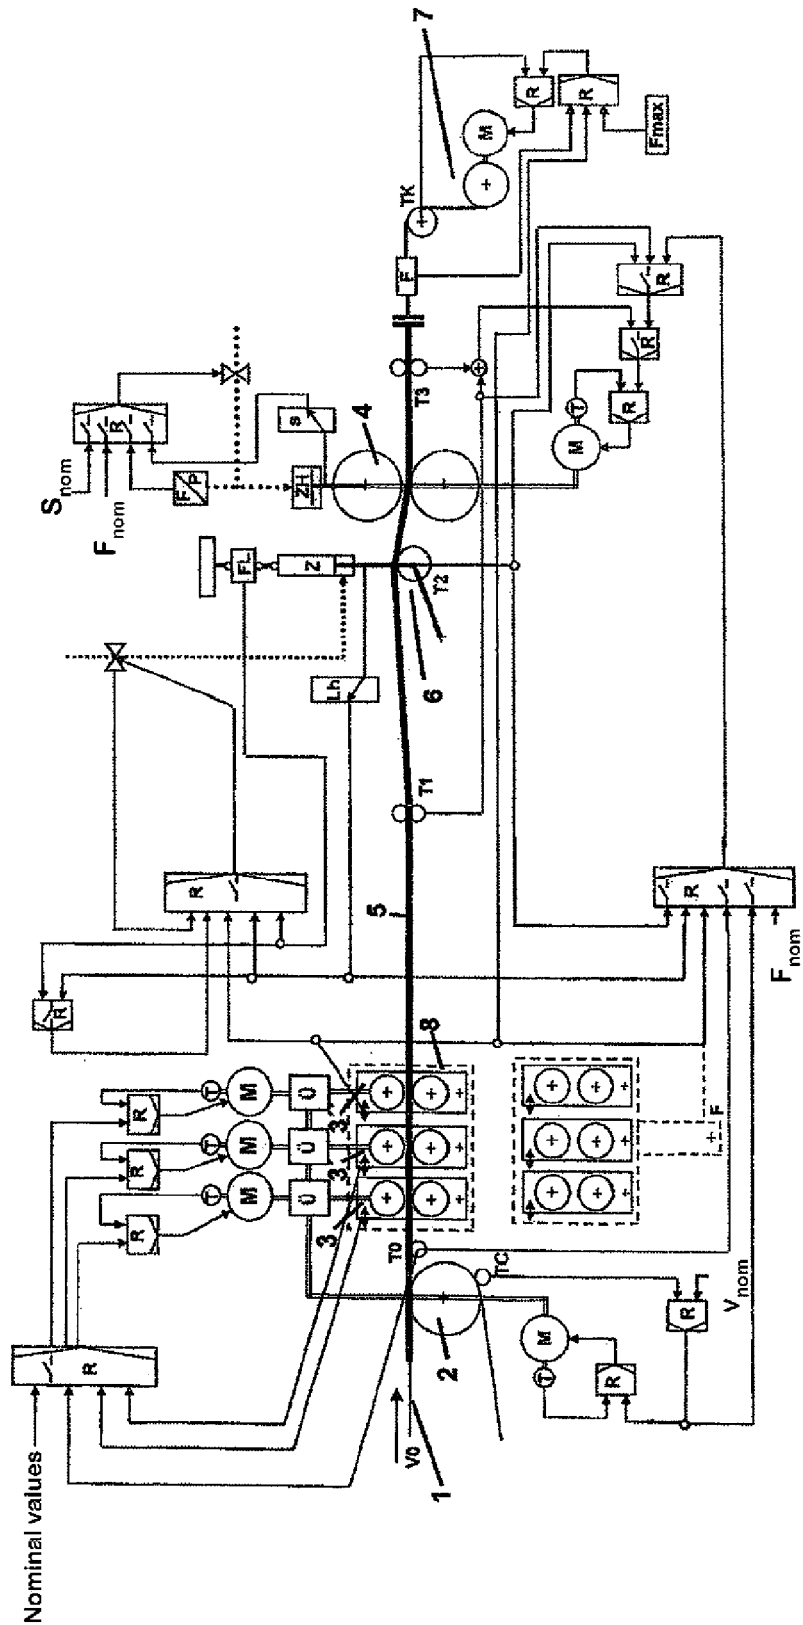 Nominal values
R
R
S nom
R
F nom
R
R
R
R
F/P
T
T
T
M
M
M
FL
Ü
Ü
Ü
Z
ZH
s
Lh
3
3
3
4
V0
T0
5
8
T1
T2
T3
F
TK
7
1
2
6
TC
M
M
T
M
T
R
R
R
R
R
R
R
R
F
Fmax
V nom
F nom